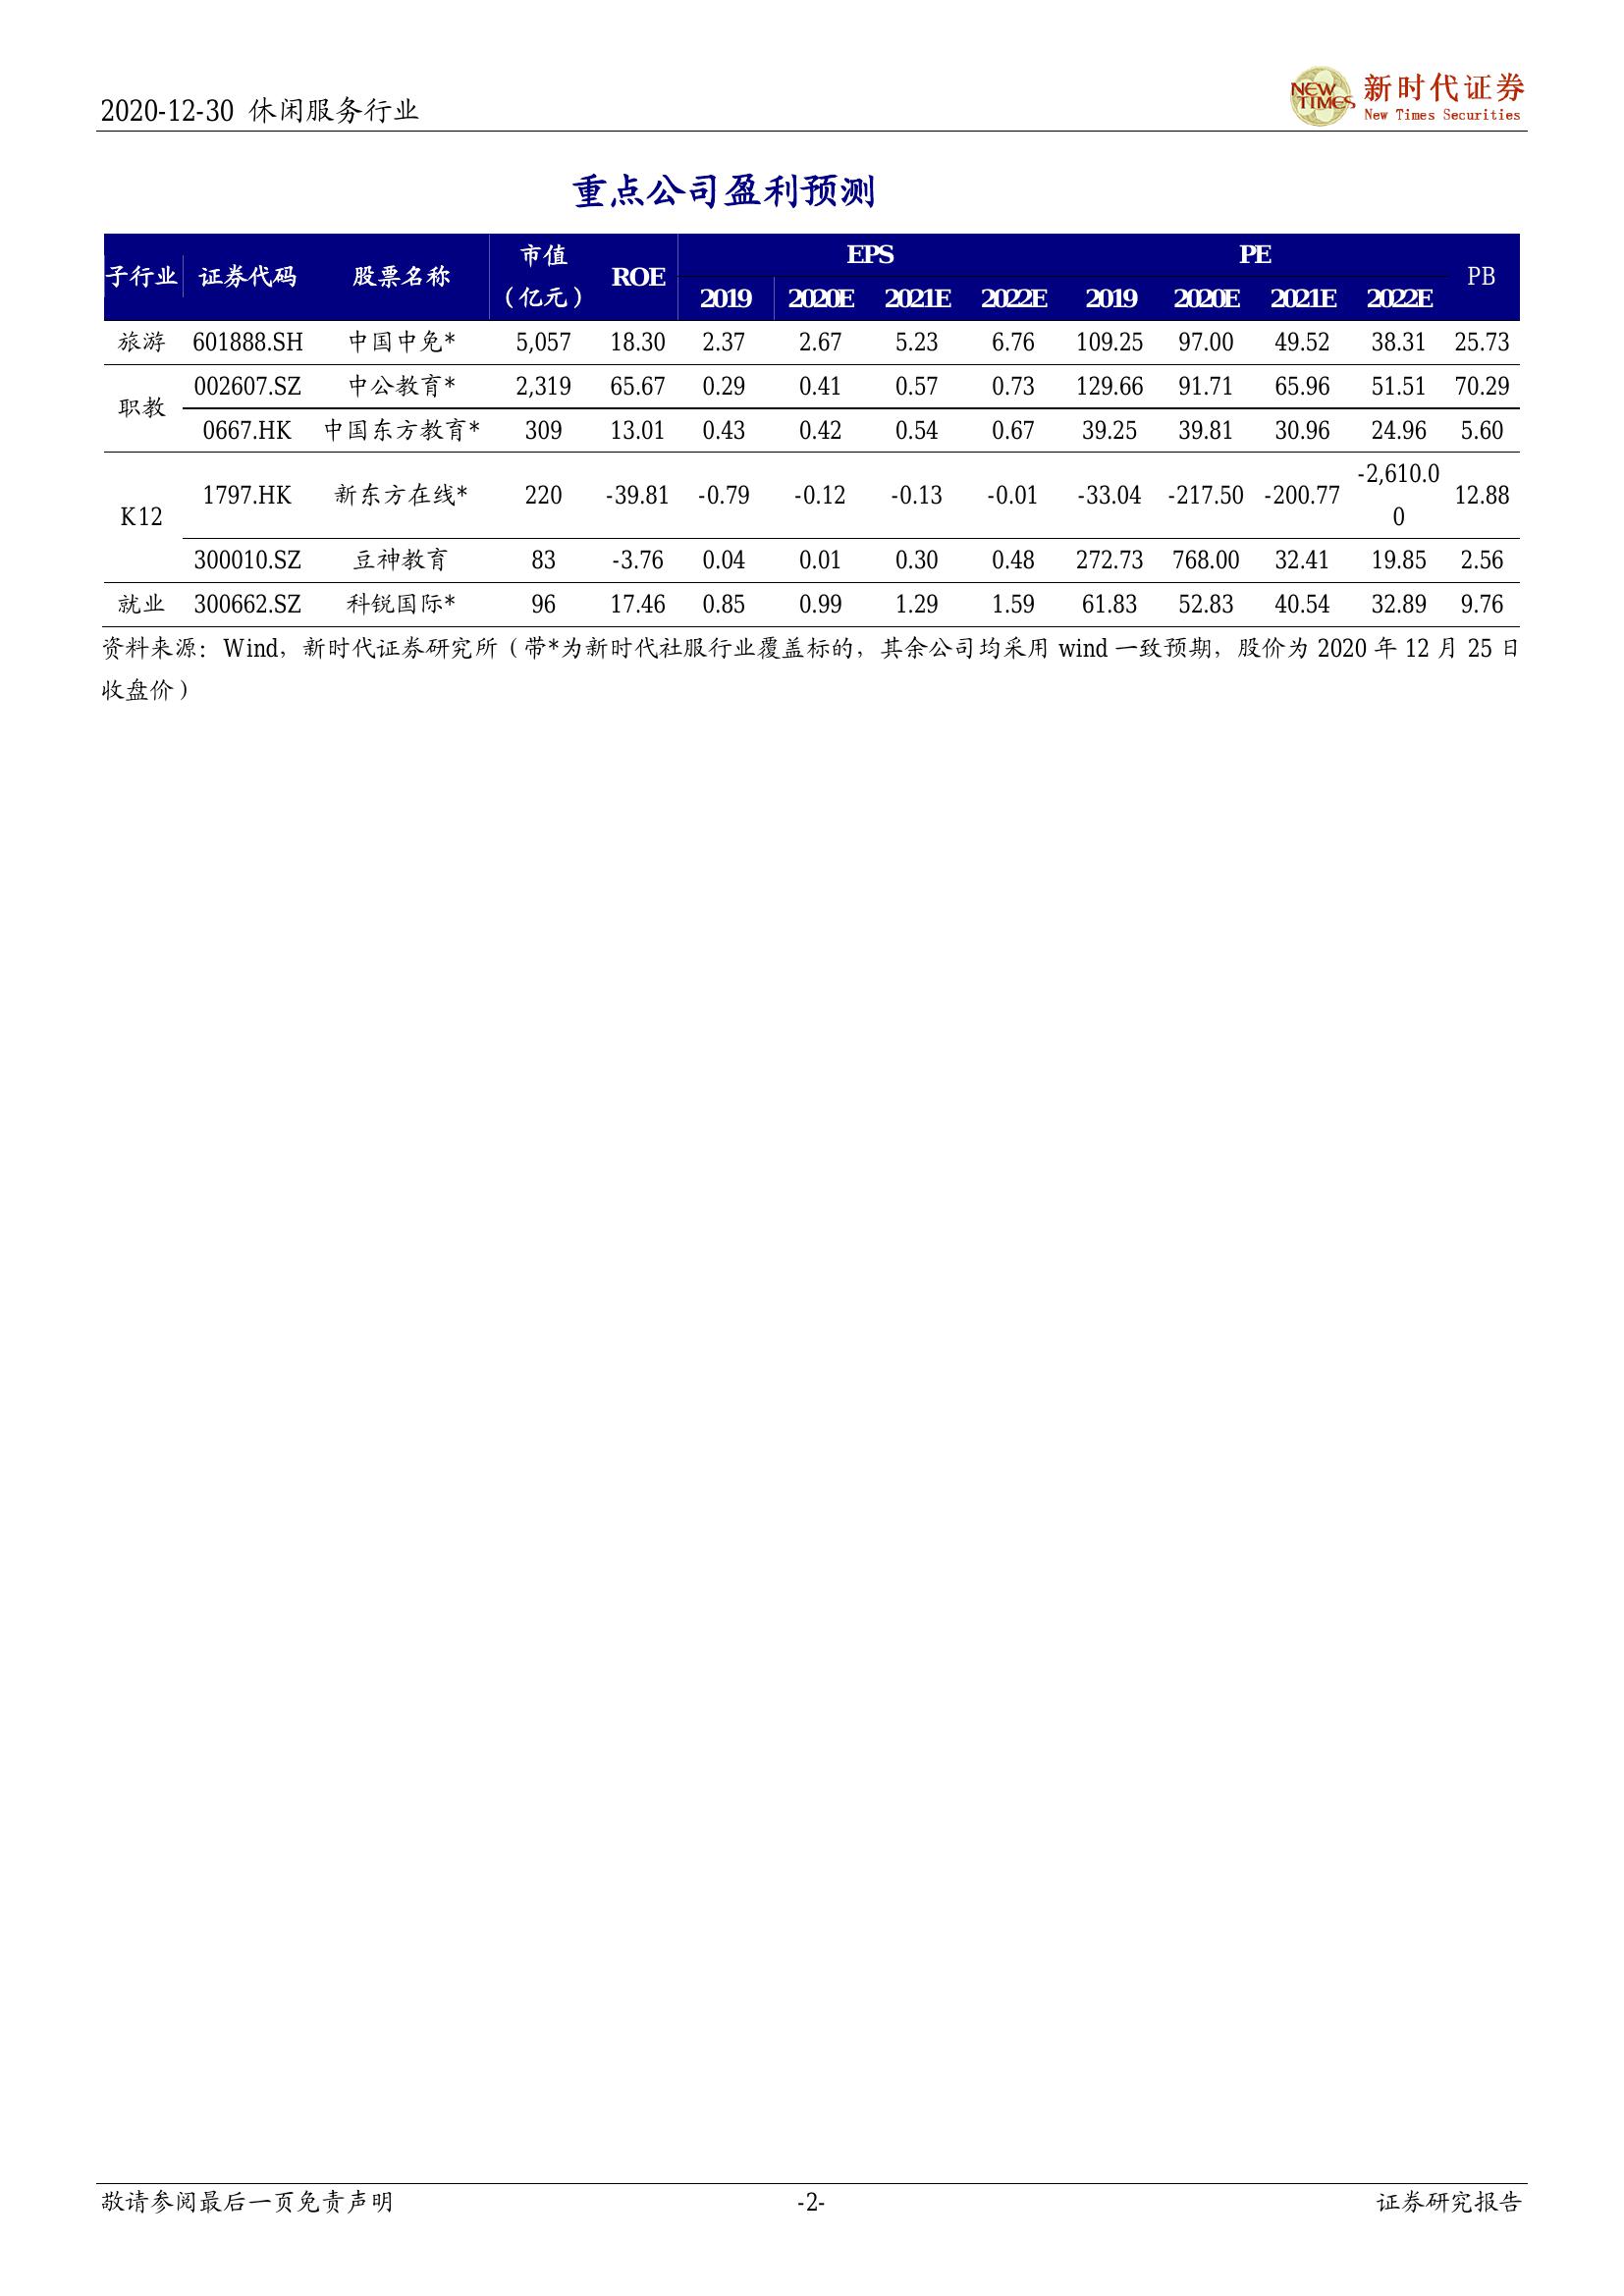 2020-12-30 休闲服务行业
NEW TIMES 新时代证券
New Times Securities
重点公司盈利预测
子行业 证券代码 股票名称 市值（亿元） ROE EPS PE PB
2019 2020E 2021E 2022E 2019 2020E 2021E 2022E
旅游 601888.SH 中国中免* 5,057 18.30 2.37 2.67 5.23 6.76 109.25 97.00 49.52 38.31 25.73
职教 002607.SZ 中公教育* 2,319 65.67 0.29 0.41 0.57 0.73 129.66 91.71 65.96 51.51 70.29
0667.HK 中国东方教育* 309 13.01 0.43 0.42 0.54 0.67 39.25 39.81 30.96 24.96 5.60
K12 1797.HK 新东方在线* 220 -39.81 -0.79 -0.12 -0.13 -0.01 -33.04 -217.50 -200.77 -2,610.00 12.88
300010.SZ 豆神教育 83 -3.76 0.04 0.01 0.30 0.48 272.73 768.00 32.41 19.85 2.56
就业 300662.SZ 科锐国际* 96 17.46 0.85 0.99 1.29 1.59 61.83 52.83 40.54 32.89 9.76
资料来源：Wind，新时代证券研究所（带*为新时代社服行业覆盖标的，其余公司均采用 wind 一致预期，股价为 2020 年 12 月 25 日
收盘价）
敬请参阅最后一页免责声明 -2- 证券研究报告